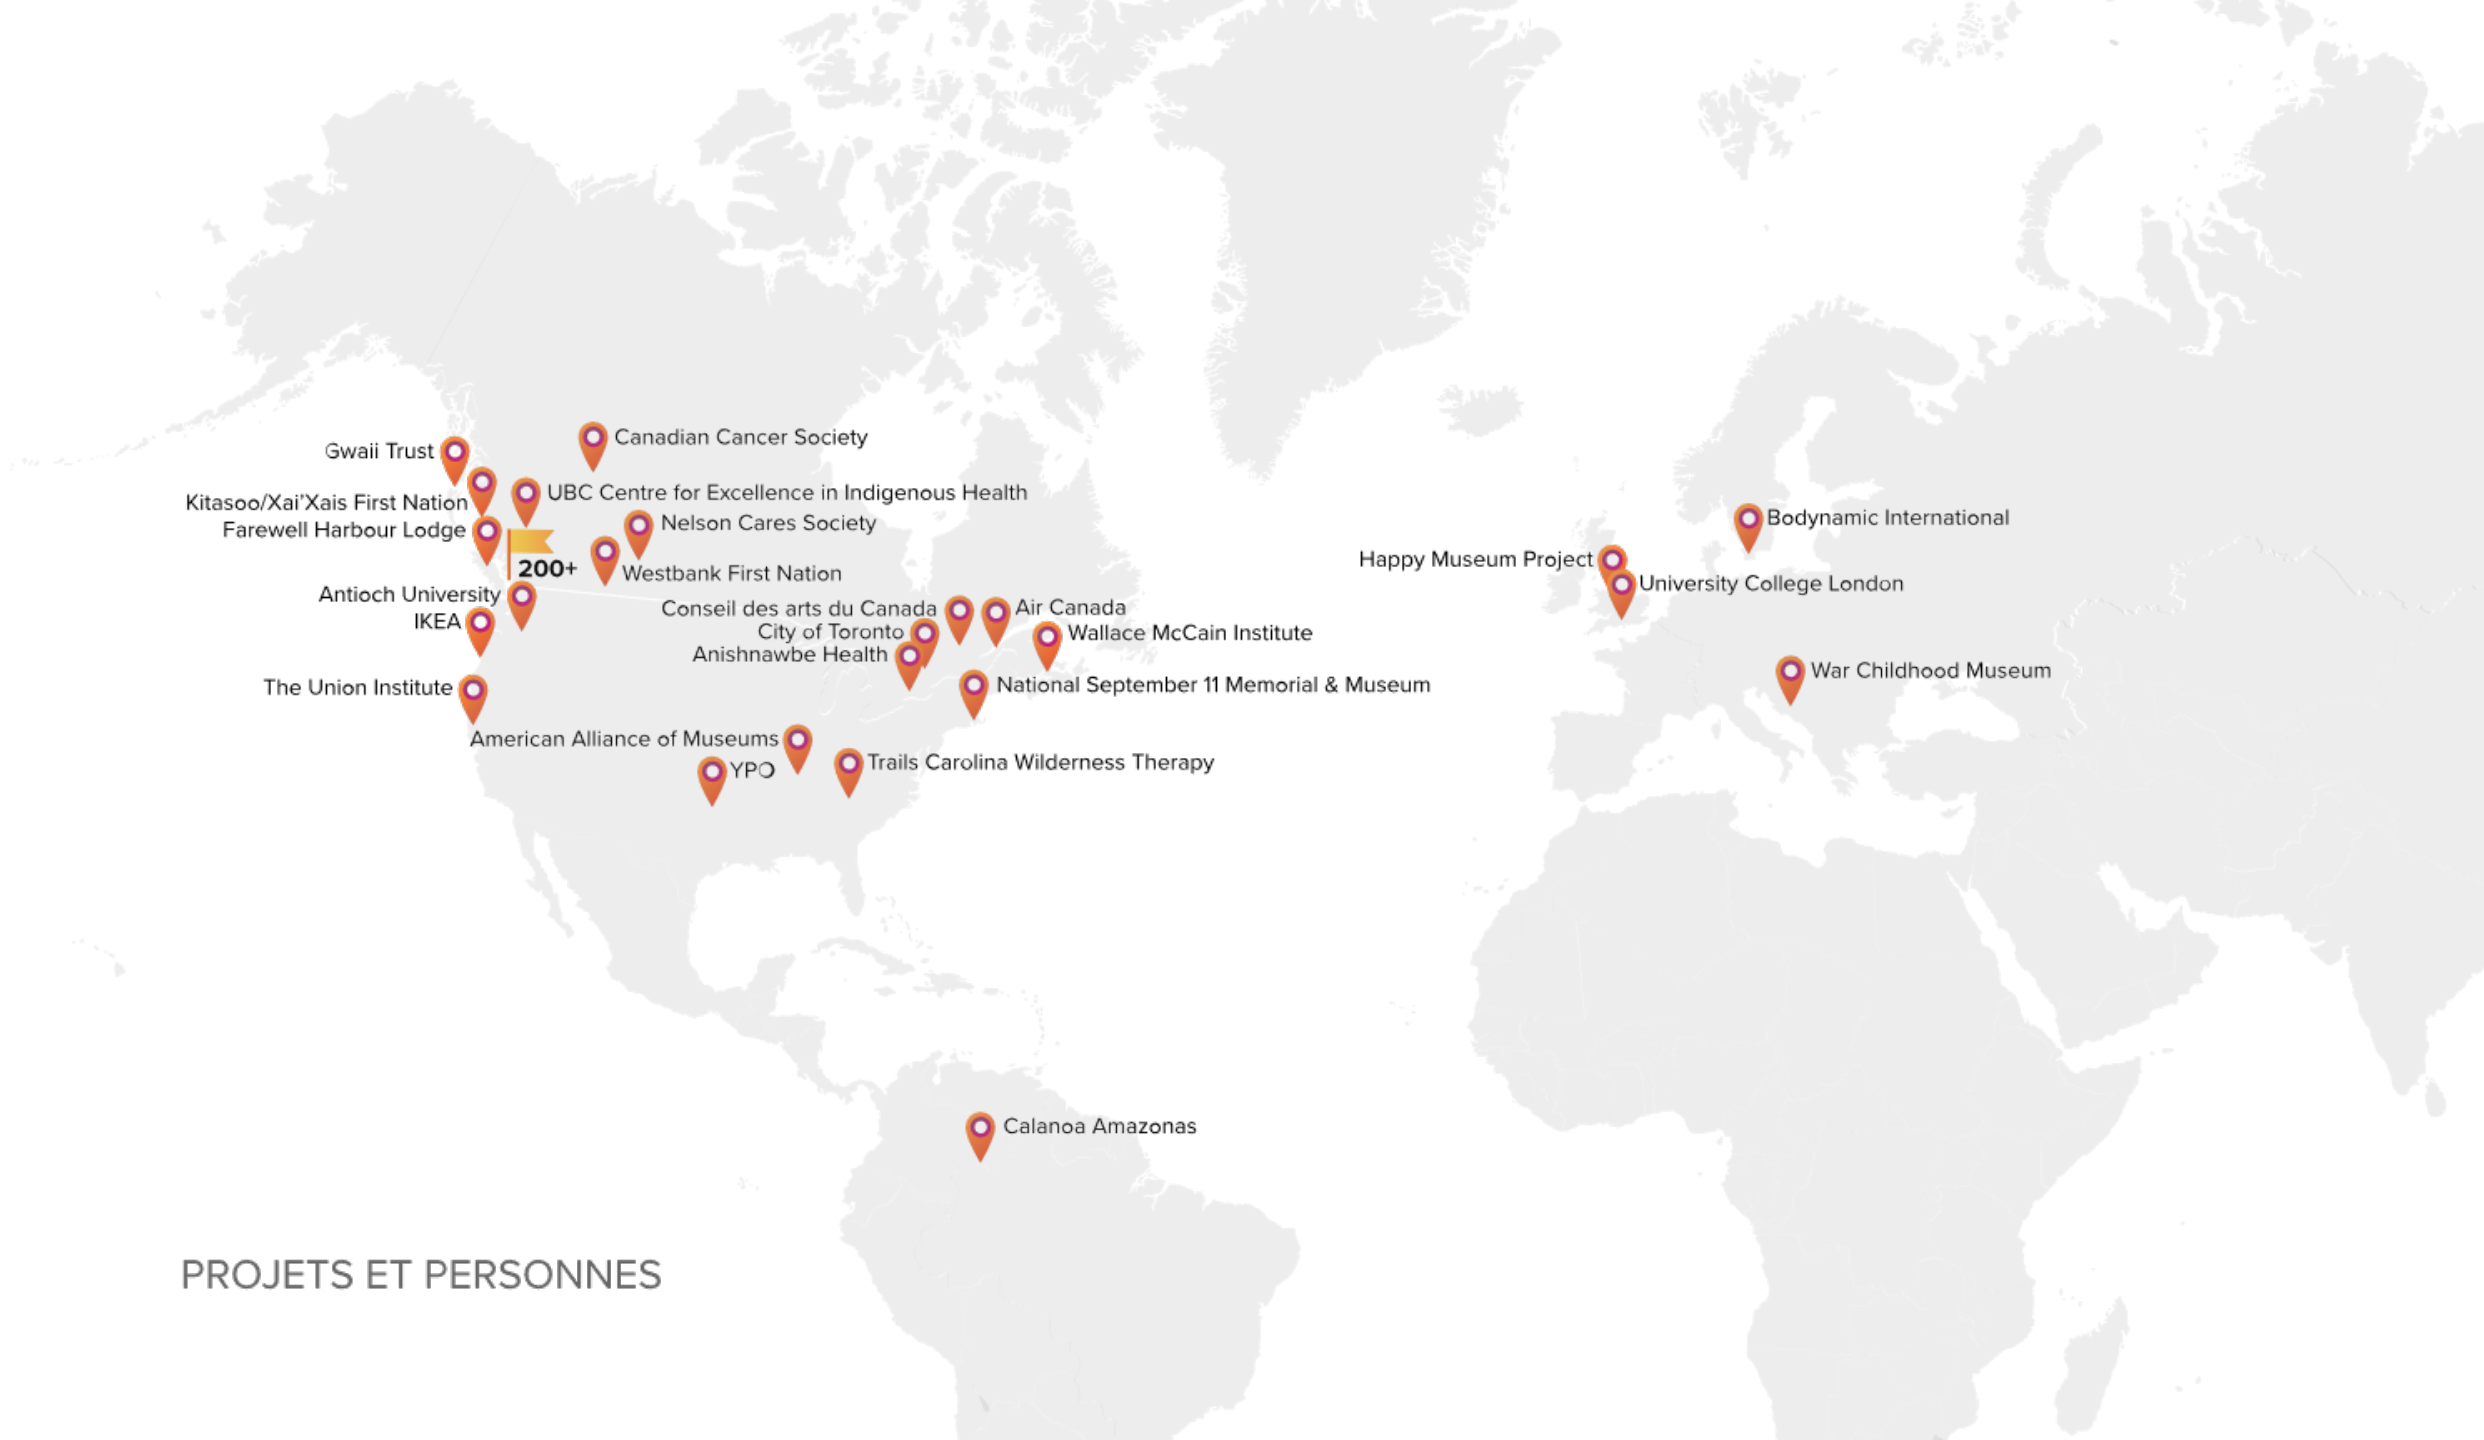 Canadian Cancer Society
Gwaii Trust
UBC Centre for Excellence in Indigenous Health
Kitasoo/Xai'Xais First Nation
Nelson Cares Society
Farewell Harbour Lodge
200+
Westbank First Nation
Antioch University
IKEA
Conseil des arts du Canada
Air Canada
City of Toronto
Wallace McCain Institute
Anishnawbe Health
National September 11 Memorial & Museum
The Union Institute
American Alliance of Museums
Trails Carolina Wilderness Therapy
YPO
Bodynamic International
Happy Museum Project
University College London
War Childhood Museum
Calanoa Amazonas
PROJETS ET PERSONNES